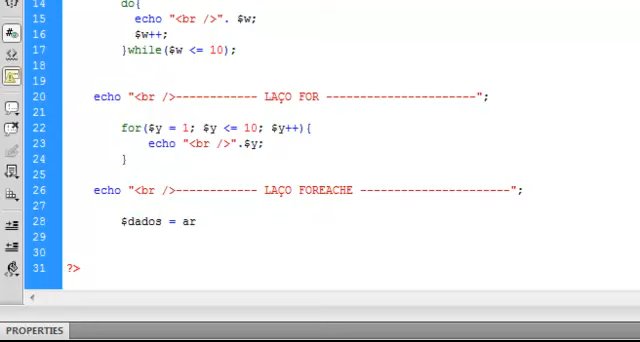 14 do{
15 echo "<br />". $w;
16 $w++;
17 }while($w <= 10);
18
19
20 echo "<br />------------ LAÇO FOR ----------------------";
21
22 for($y = 1; $y <= 10; $y++){
23 echo "<br />".$y;
24 }
25
26 echo "<br />------------ LAÇO FOREACHE ----------------------";
27
28 $dados = ar
29
30
31 ?>
PROPERTIES